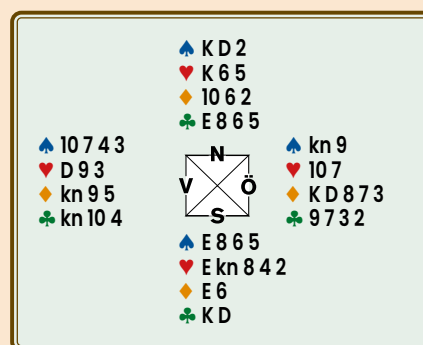 ♠ K D 2
♥ K 6 5
♦ 10 6 2
♣ E 8 6 5
♠ 10 7 4 3
♥ D 9 3
♦ kn 9 5
♣ kn 10 4
N
V Ö
S
♠ kn 9
♥ 10 7
♦ K D 8 7 3
♣ 9 7 3 2
♠ E 8 6 5
♥ E kn 8 4 2
♦ E 6
♣ K D